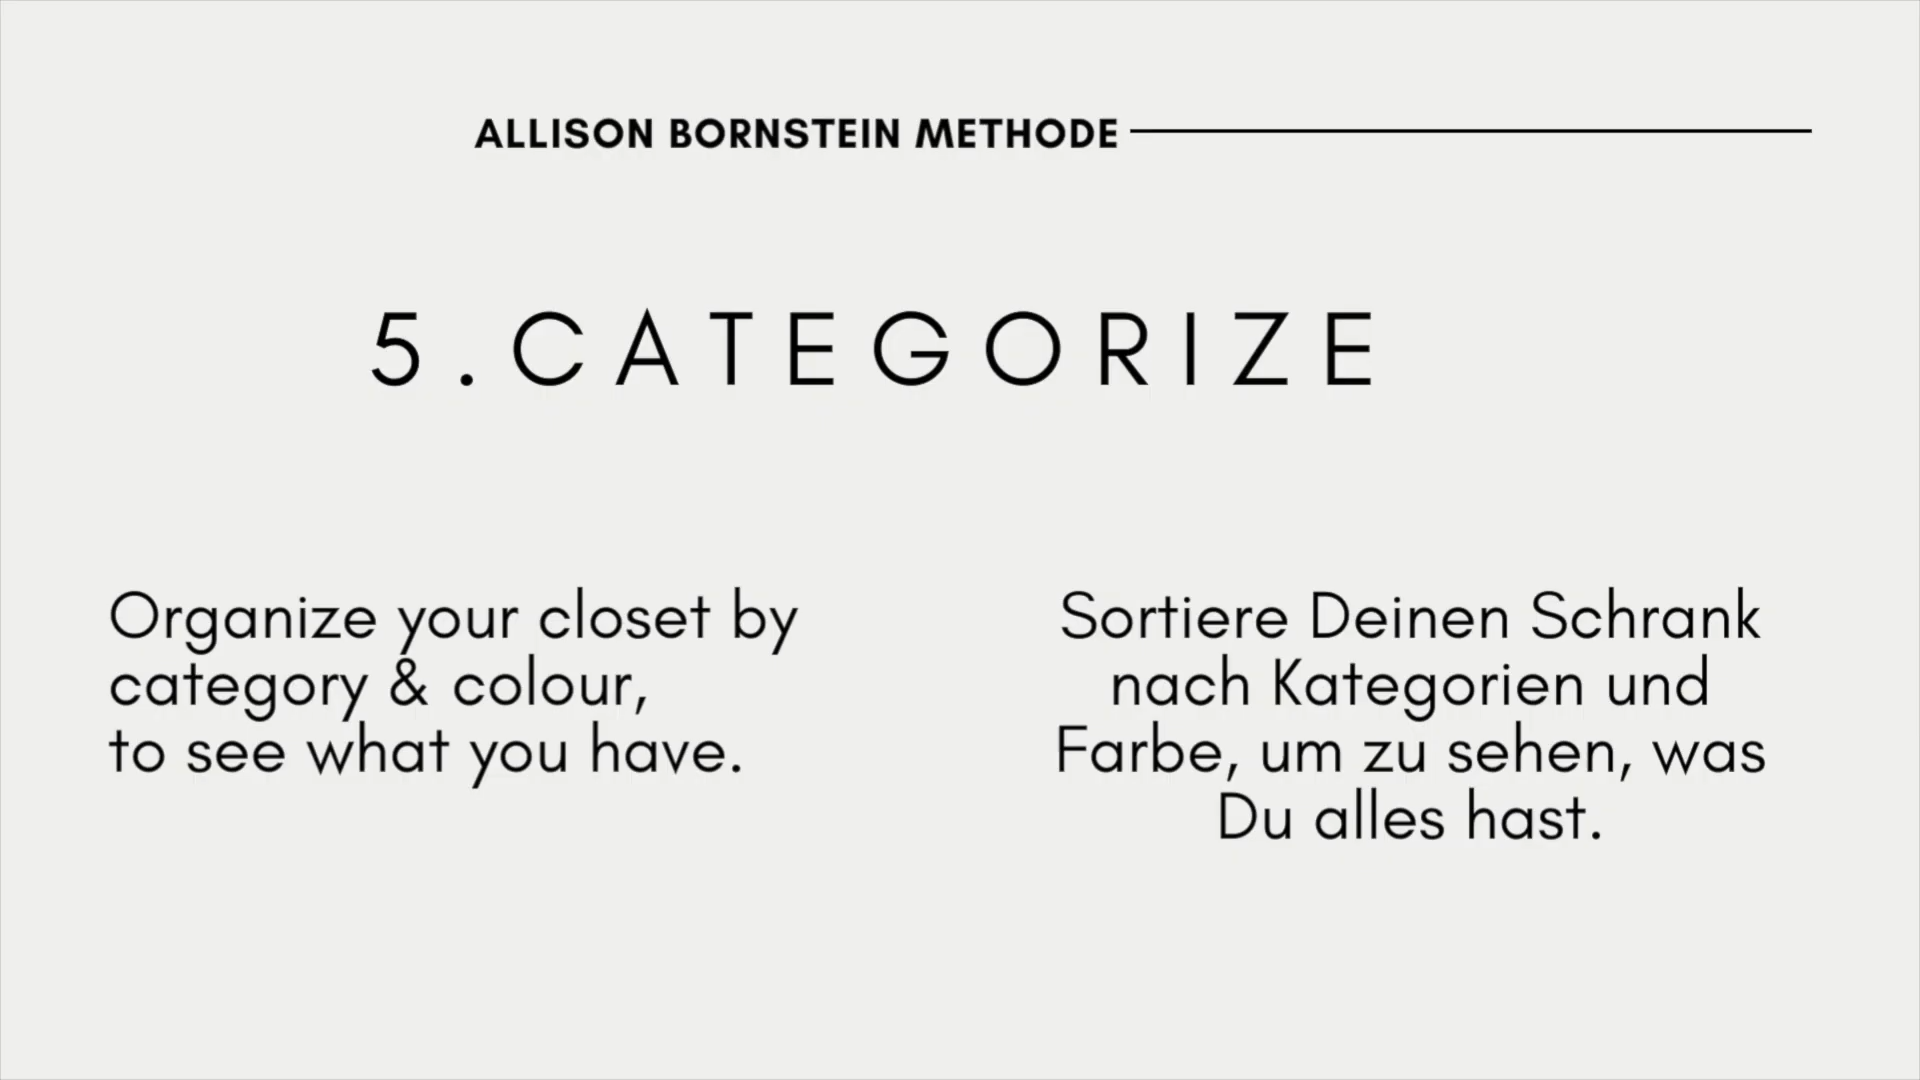 ALLISON BORNSTEIN METHODE
5.CATEGORIZE
Organize your closet by
category & colour,
to see what you have.
Sortiere Deinen Schrank
nach Kategorien und
Farbe, um zu sehen, was
Du alles hast.